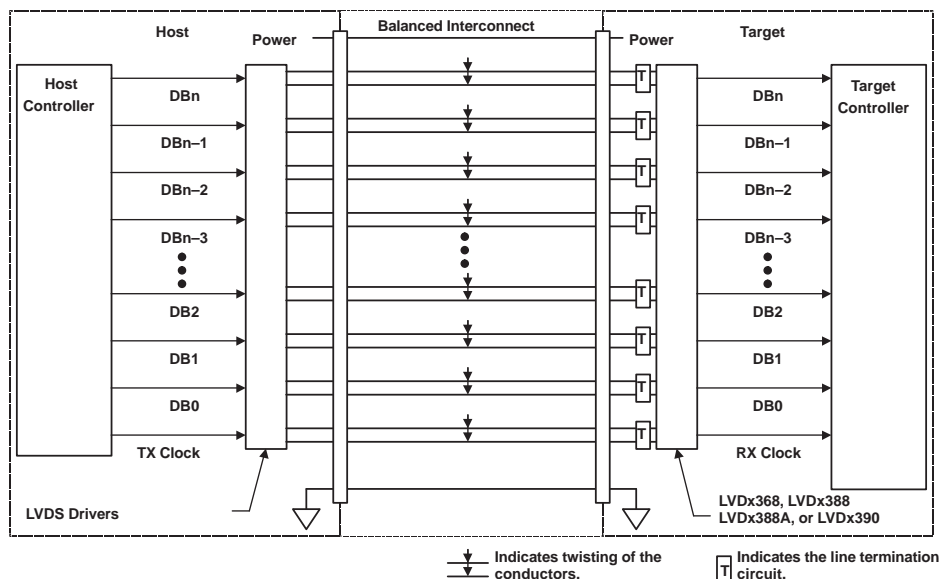 Host
Power
Balanced Interconnect
Power
Target
Host
Controller
Target
Controller
DBn
T
DBn
DBn–1
T
DBn–1
DBn–2
T
DBn–2
DBn–3
T
DBn–3
DB2
T
DB2
DB1
T
DB1
DB0
T
DB0
TX Clock
T
RX Clock
LVDS Drivers
LVDx368, LVDx388
LVDx388A, or LVDx390
Indicates twisting of the
conductors.
T
Indicates the line termination
circuit.